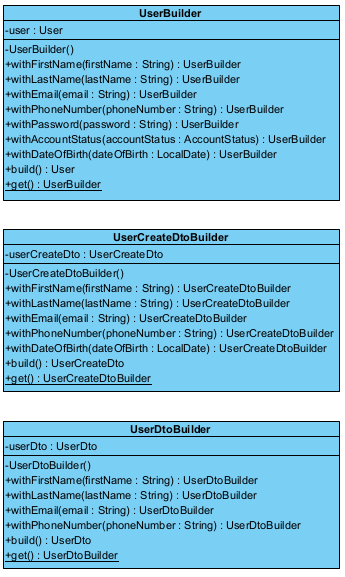 UserBuilder
-user : User
-UserBuilder()
+withFirstName(firstName : String) : UserBuilder
+withLastName(lastName : String) : UserBuilder
+withEmail(email : String) : UserBuilder
+withPhoneNumber(phoneNumber : String) : UserBuilder
+withPassword(password : String) : UserBuilder
+withAccountStatus(accountStatus : AccountStatus) : UserBuilder
+withDateOfBirth(dateOfBirth : LocalDate) : UserBuilder
+build() : User
+get() : UserBuilder
UserCreateDtoBuilder
-userCreateDto : UserCreateDto
-UserCreateDtoBuilder()
+withFirstName(firstName : String) : UserCreateDtoBuilder
+withLastName(lastName : String) : UserCreateDtoBuilder
+withEmail(email : String) : UserCreateDtoBuilder
+withPhoneNumber(phoneNumber : String) : UserCreateDtoBuilder
+withDateOfBirth(dateOfBirth : LocalDate) : UserCreateDtoBuilder
+build() : UserCreateDto
+get() : UserCreateDtoBuilder
UserDtoBuilder
-userDto : UserDto
-UserDtoBuilder()
+withFirstName(firstName : String) : UserDtoBuilder
+withLastName(lastName : String) : UserDtoBuilder
+withEmail(email : String) : UserDtoBuilder
+withPhoneNumber(phoneNumber : String) : UserDtoBuilder
+build() : UserDto
+get() : UserDtoBuilder